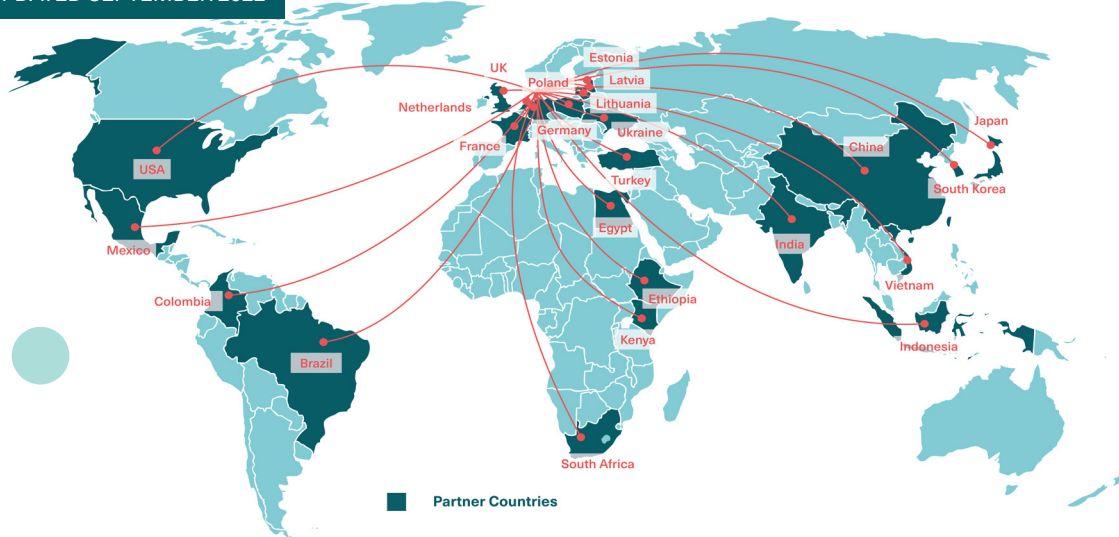 UK
Estonia
Poland
Latvia
Netherlands
Lithuania
Germany
Ukraine
France
Japan
China
USA
Turkey
South Korea
Egypt
India
Mexico
Vietnam
Colombia
Ethiopia
Kenya
Indonesia
Brazil
South Africa
Partner Countries